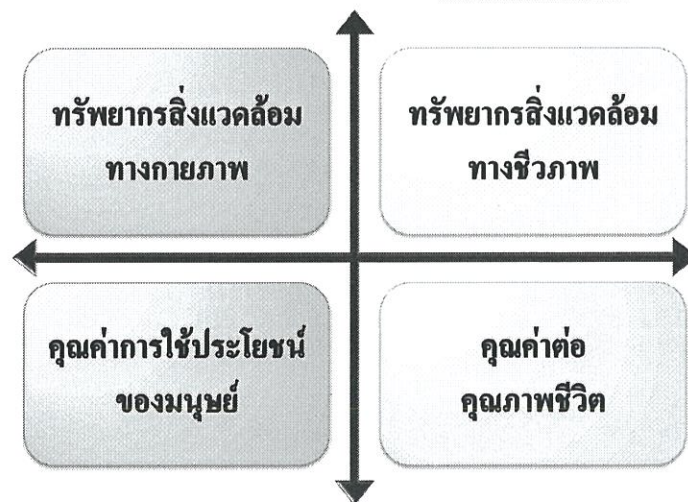 ทรัพยากรสิ่งแวดล้อม
ทางกายภาพ
ทรัพยากรสิ่งแวดล้อม
ทางชีวภาพ
คุณค่าการใช้ประโยชน์
ของมนุษย์
คุณค่าต่อ
คุณภาพชีวิต